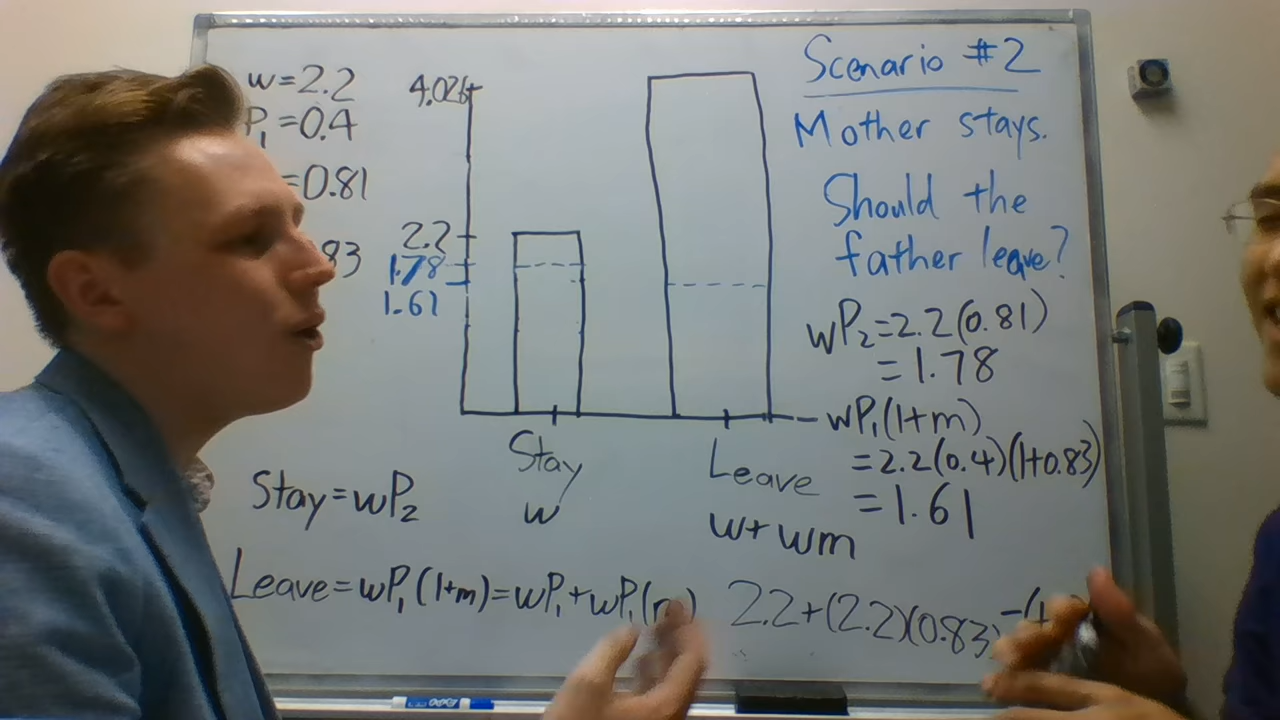 w=2.2
P₁=0.4
=0.81
83
4.026
2.2
1.78
1.61
Stay
w
Leave
w+wm
Scenario #2
Mother stays.
Should the
father leave?
wP₂=2.2(0.81)
=1.78
wP₁(1+m)
=2.2(0.4)(1+0.83)
=1.61
Stay=wP₂
Leave=wP₁(1+m)=wP₁+wP₁(m)
2.2+(2.2)(0.83)